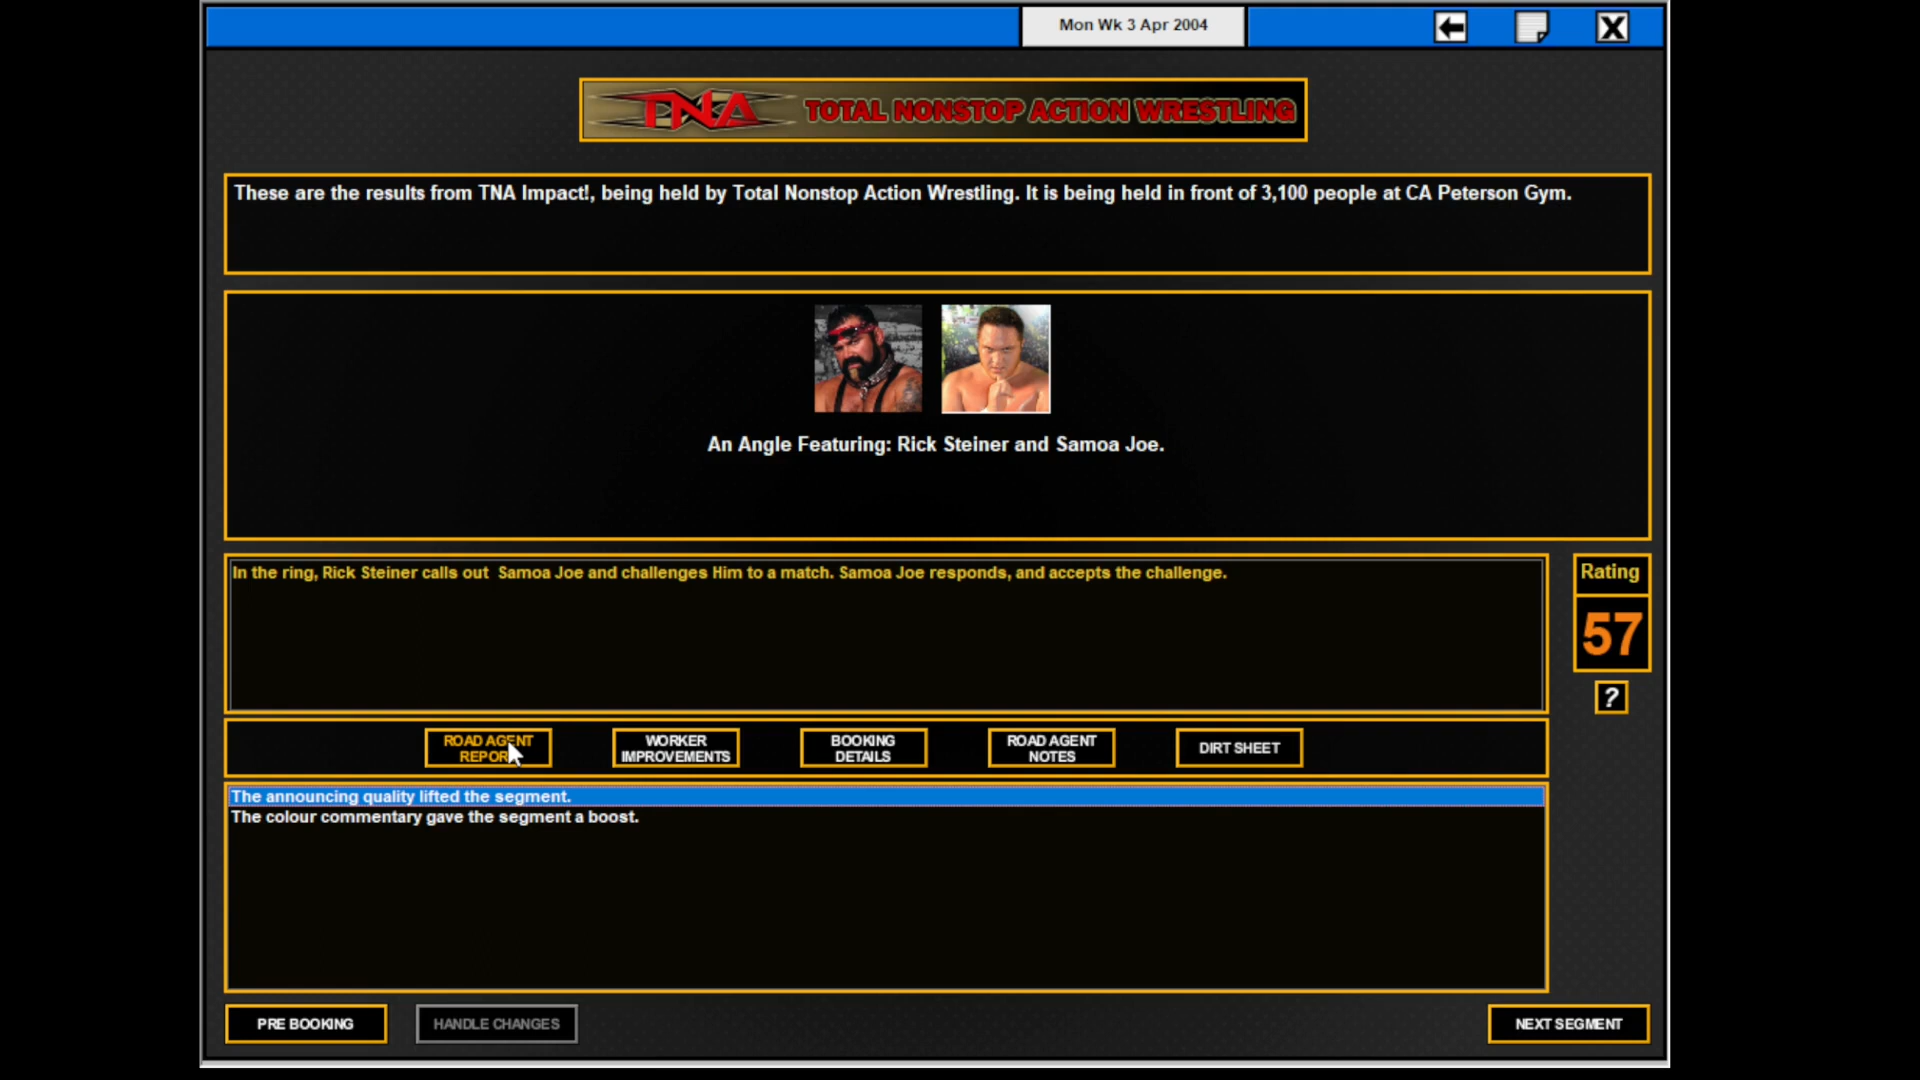 Mon Wk 3 Apr 2004
TNA TOTAL NONSTOP ACTION WRESTLING
These are the results from TNA Impact!, being held by Total Nonstop Action Wrestling. It is being held in front of 3,100 people at CA Peterson Gym.
An Angle Featuring: Rick Steiner and Samoa Joe.
In the ring, Rick Steiner calls out  Samoa Joe and challenges Him to a match. Samoa Joe responds, and accepts the challenge.
Rating
57
?
ROAD AGENT
REPORT
WORKER
IMPROVEMENTS
BOOKING
DETAILS
ROAD AGENT
NOTES
DIRT SHEET
The announcing quality lifted the segment.
The colour commentary gave the segment a boost.
PRE BOOKING
HANDLE CHANGES
NEXT SEGMENT